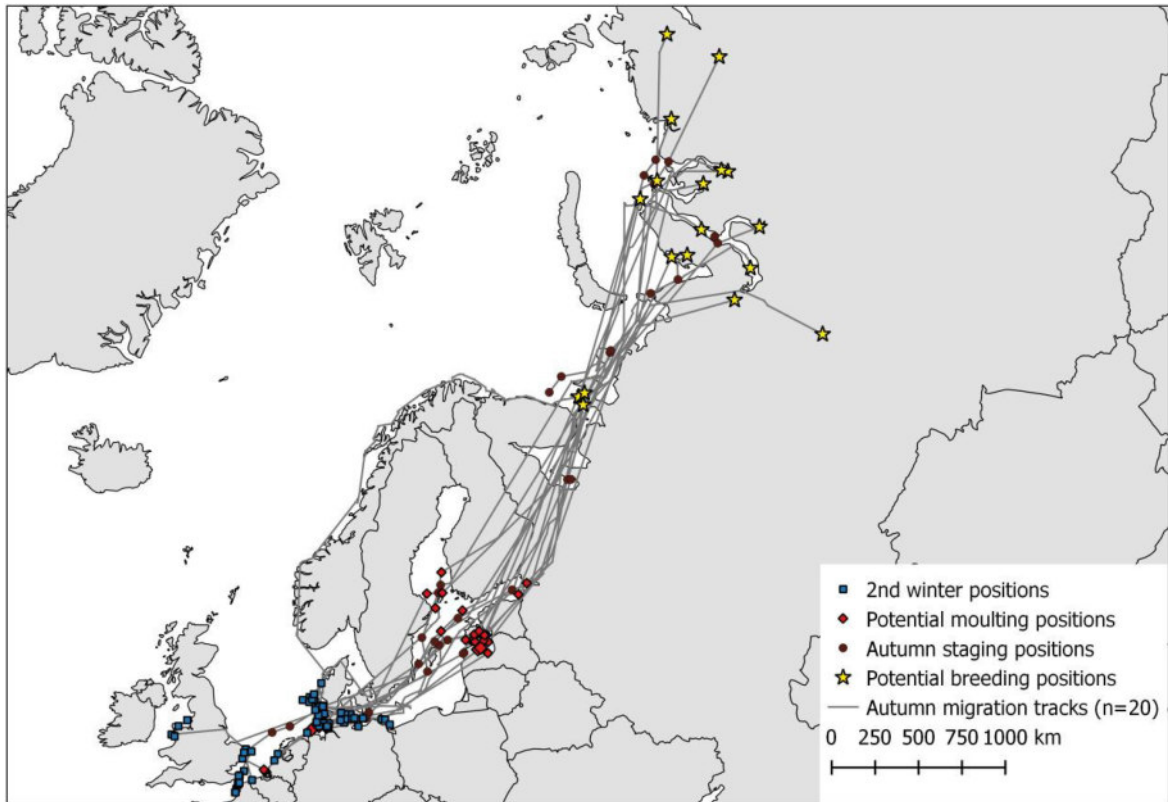 2nd winter positions
Potential moulting positions
Autumn staging positions
Potential breeding positions
Autumn migration tracks (n=20)
0 250 500 750 1000 km